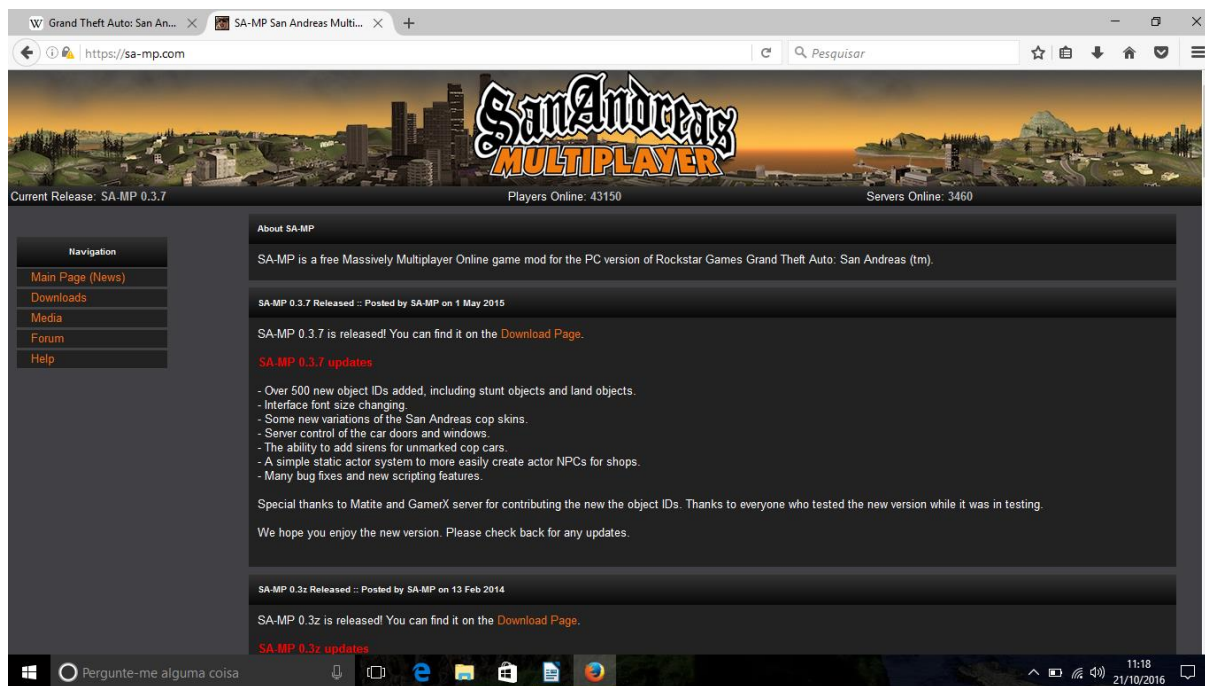 Grand Theft Auto: San An...
SA-MP San Andreas Multi...
https://sa-mp.com
Pesquisar
San Andreas
MULTIPLAYER
Current Release: SA-MP 0.3.7
Players Online: 43150
Servers Online: 3460
Navigation
Main Page (News)
Downloads
Media
Forum
Help
About SA-MP
SA-MP is a free Massively Multiplayer Online game mod for the PC version of Rockstar Games Grand Theft Auto: San Andreas (tm).
SA-MP 0.3.7 Released :: Posted by SA-MP on 1 May 2015
SA-MP 0.3.7 is released! You can find it on the Download Page.
SA-MP 0.3.7 updates
- Over 500 new object IDs added, including stunt objects and land objects.
- Interface font size changing.
- Some new variations of the San Andreas cop skins.
- Server control of the car doors and windows.
- The ability to add sirens for unmarked cop cars.
- A simple static actor system to more easily create actor NPCs for shops.
- Many bug fixes and new scripting features.
Special thanks to Matite and GamerX server for contributing the new the object IDs. Thanks to everyone who tested the new version while it was in testing.
We hope you enjoy the new version. Please check back for any updates.
SA-MP 0.3z Released :: Posted by SA-MP on 13 Feb 2014
SA-MP 0.3z is released! You can find it on the Download Page.
SA-MP 0.3z updates
Pergunte-me alguma coisa
11:18
21/10/2016